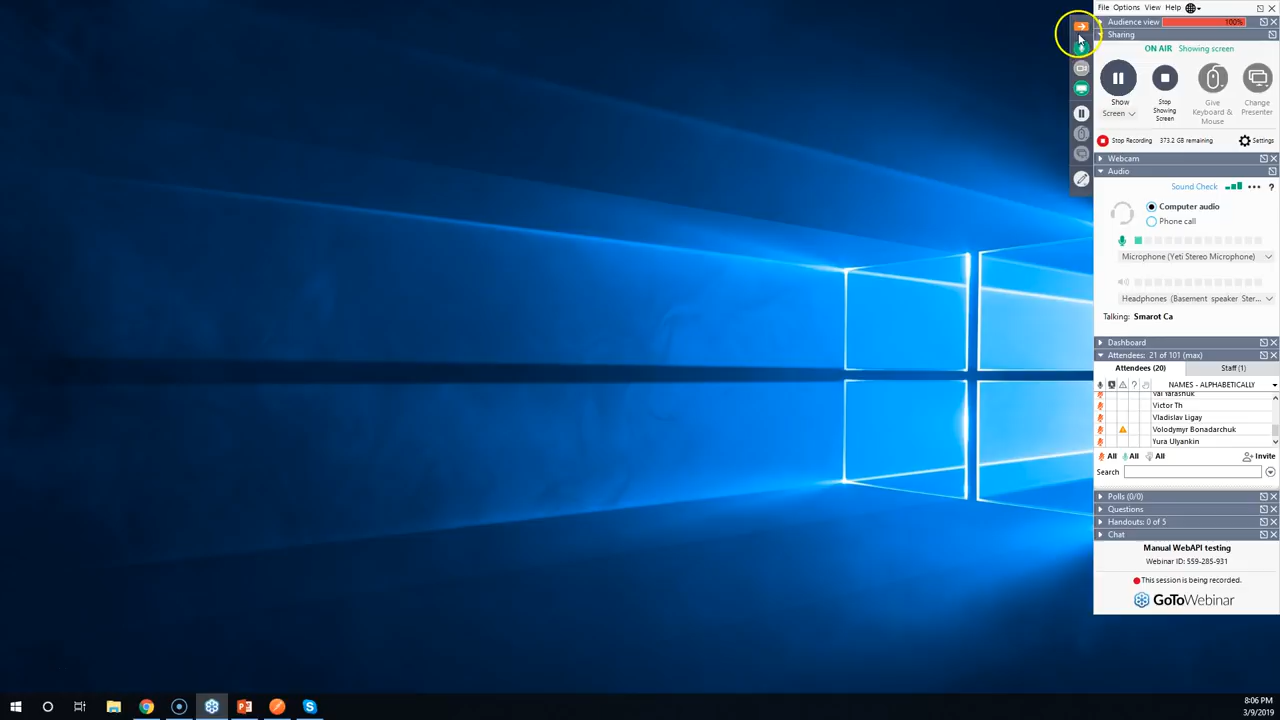 File Options View Help
Audience view 100%
Sharing
ON AIR Showing screen
Show
Screen
Stop
Showing
Screen
Give
Keyboard &
Mouse
Change
Presenter
Stop Recording 373.2 GB remaining Settings
Webcam
Audio
Sound Check ?
Computer audio
Phone call
Microphone (Yeti Stereo Microphone)
Headphones (Basement speaker Ster...
Talking: Smarot Ca
Dashboard
Attendees: 21 of 101 (max)
Attendees (20) Staff (1)
? NAMES - ALPHABETICALLY
Val Tarashuk
Victor Th
Vladislav Ligay
Volodymyr Bonadarchuk
Yura Ulyankin
All All All Invite
Search
Polls (0/0)
Questions
Handouts: 0 of 5
Chat
Manual WebAPI testing
Webinar ID: 559-285-931
This session is being recorded.
GoToWebinar
8:06 PM
3/9/2019